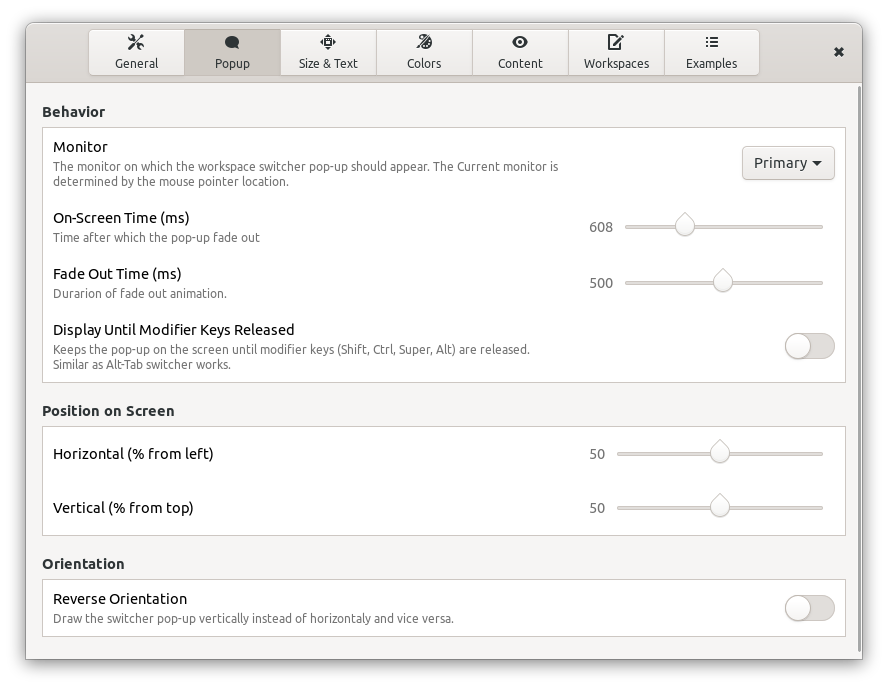 General
Popup
Size & Text
Colors
Content
Workspaces
Examples
Behavior
Monitor
The monitor on which the workspace switcher pop-up should appear. The Current monitor is
determined by the mouse pointer location.
Primary
On-Screen Time (ms)
Time after which the pop-up fade out
608
Fade Out Time (ms)
Durarion of fade out animation.
500
Display Until Modifier Keys Released
Keeps the pop-up on the screen until modifier keys (Shift, Ctrl, Super, Alt) are released.
Similar as Alt-Tab switcher works.
Position on Screen
Horizontal (% from left)
50
Vertical (% from top)
50
Orientation
Reverse Orientation
Draw the switcher pop-up vertically instead of horizontaly and vice versa.